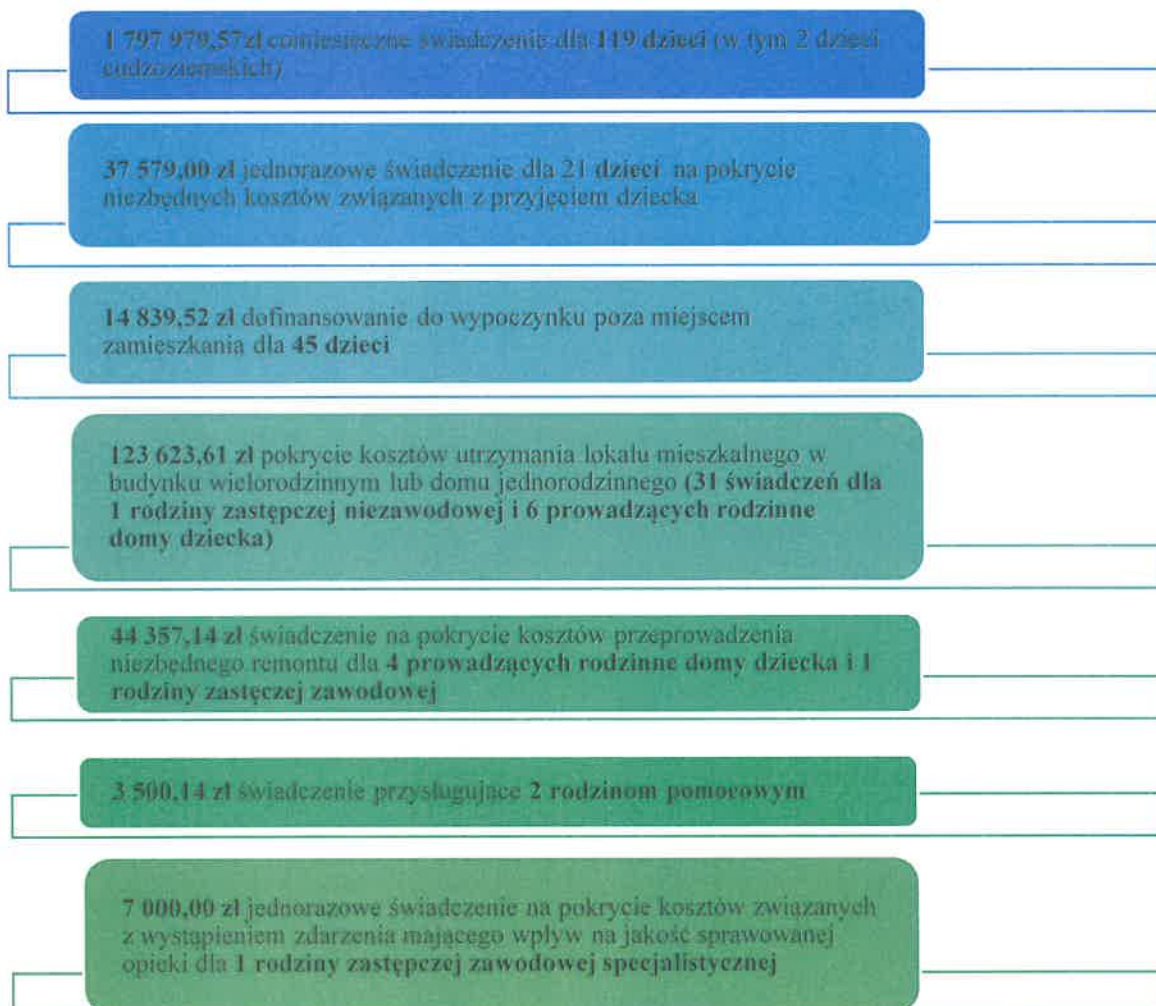 1 797 979,57zł comiesięczne świadczenie dla 119 dzieci (w tym 2 dzieci
cudzoziemskich)
37 579,00 zł jednorazowe świadczenie dla 21 dzieci na pokrycie
niezbędnych kosztów związanych z przyjęciem dziecka
14 839,52 zł dofinansowanie do wypoczynku poza miejscem
zamieszkania dla 45 dzieci
123 623,61 zł pokrycie kosztów utrzymania lokalu mieszkalnego w
budynku wielorodzinnym lub domu jednorodzinnego (31 świadczeń dla
1 rodziny zastępczej niezawodowej i 6 prowadzących rodzinne
domy dziecka)
44 357,14 zł świadczenie na pokrycie kosztów przeprowadzenia
niezbędnego remontu dla 4 prowadzących rodzinne domy dziecka i 1
rodziny zastęczej zawodowej
3 500,14 zł świadczenie przysługujace 2 rodzinom pomocowym
7 000,00 zł jednorazowe świadczenie na pokrycie kosztów związanych
z wystąpieniem zdarzenia mającego wpływ na jakość sprawowanej
opieki dla 1 rodziny zastępczej zawodowej specjalistycznej